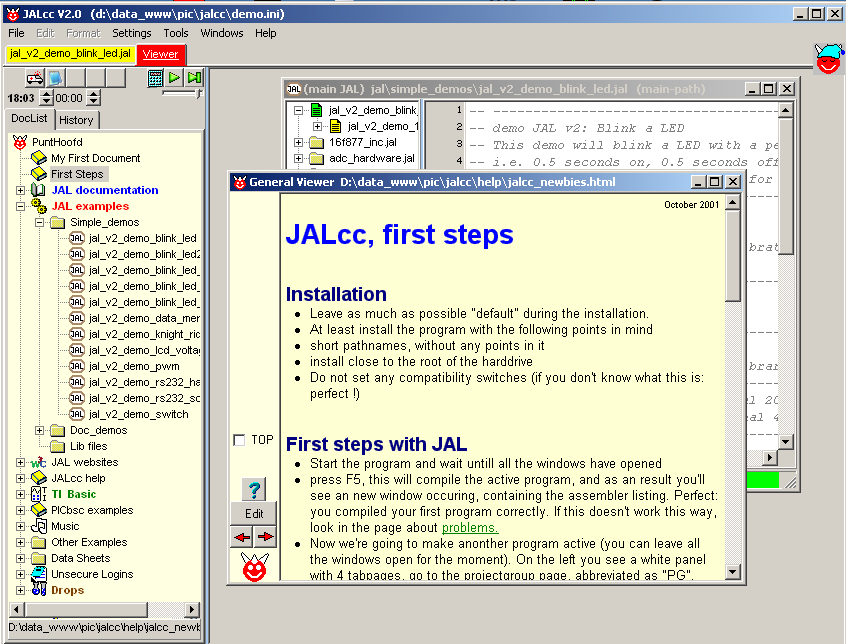 JALcc V2.0 (d:\data_www\pic\jalcc\demo.ini)
File Edit Format Settings Tools Windows Help
jal_v2_demo_blink_led.jal Viewer
18:03 00:00
DocList History
PuntHoofd
My First Document
First Steps
JAL documentation
JAL examples
Simple_demos
jal_v2_demo_blink_led
jal_v2_demo_blink_led2
jal_v2_demo_blink_led_
jal_v2_demo_blink_led_
jal_v2_demo_blink_led_
jal_v2_demo_data_mer
jal_v2_demo_knight_ric
jal_v2_demo_lcd_volta
jal_v2_demo_pwm
jal_v2_demo_rs232_ha
jal_v2_demo_rs232_so
jal_v2_demo_switch
Doc_demos
Lib files
JAL websites
JALcc help
TI Basic
PICbsc examples
Music
Other Examples
Data Sheets
Unsecure Logins
Drops
D:\data_www\pic\jalcc\help\jalcc_newb
JAL (main JAL) jal\simple_demos\jal_v2_demo_blink_led.jal (main-path)
jal_v2_demo_blink_
jal_v2_demo_1
16f877_inc.jal
adc_hardware.jal
1 -- ------------------------------
2 -- demo JAL v2: Blink a LED
3 -- This demo will blink a LED with a pe
4 -- i.e. 0.5 seconds on, 0.5 seconds off
for
brat
brar
l 20
al 4
General Viewer D:\data_www\pic\jalcc\help\jalcc_newbies.html
October 2001
JALcc, first steps
Installation
Leave as much as possible "default" during the installation.
At least install the program with the following points in mind
short pathnames, without any points in it
install close to the root of the harddrive
Do not set any compatibility switches (if you don't know what this is:
perfect !)
First steps with JAL
Start the program and wait untill all the windows have opened
press F5, this will compile the active program, and as a result you'll
see an new window occuring, containing the assembler listing. Perfect:
you compiled your first program correctly. If this doesn't work this way,
look in the page about problems.
Now we're going to make anonther program active (you can leave all
the windows open for the moment). On the left you see a white panel
with 4 tabpages, go to the projectgroup page, abbreviated as "PG".
TOP
?
Edit